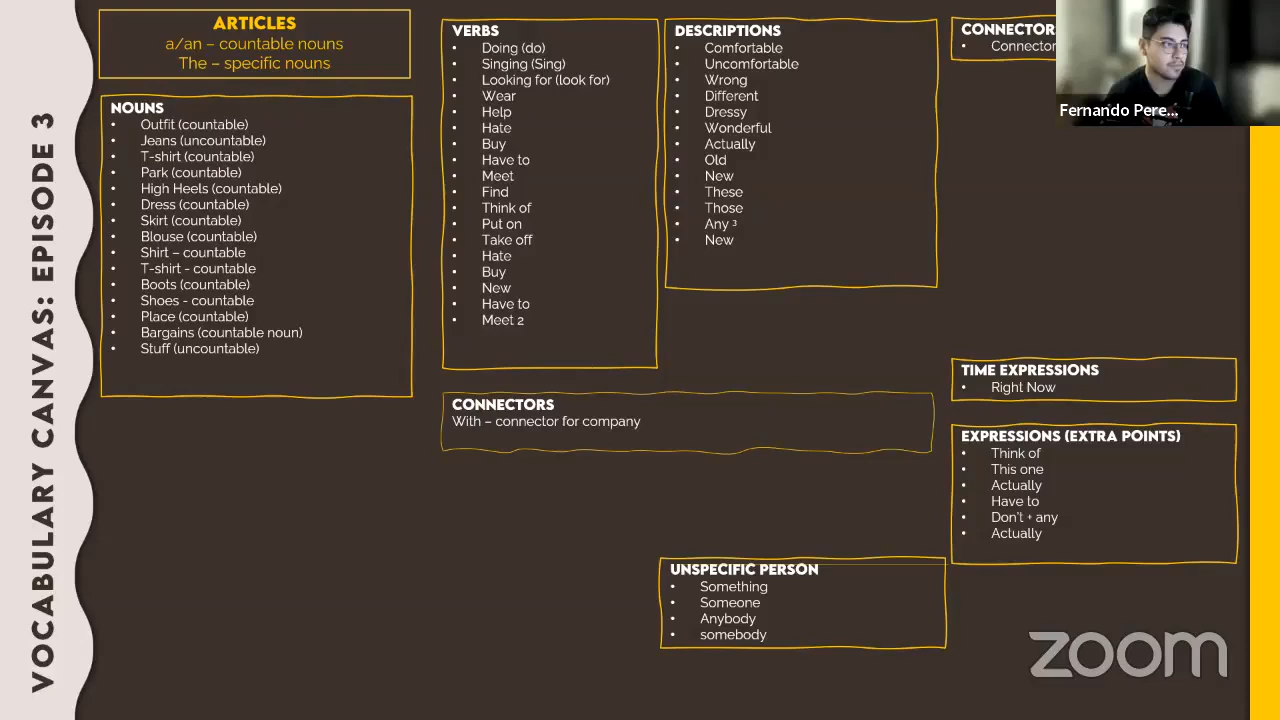 VOCABULARY CANVAS: EPISODE 3
ARTICLES
a/an – countable nouns
The – specific nouns
NOUNS
• Outfit (countable)
• Jeans (uncountable)
• T-shirt (countable)
• Park (countable)
• High Heels (countable)
• Dress (countable)
• Skirt (countable)
• Blouse (countable)
• Shirt – countable
• T-shirt - countable
• Boots (countable)
• Shoes - countable
• Place (countable)
• Bargains (countable noun)
• Stuff (uncountable)
VERBS
• Doing (do)
• Singing (Sing)
• Looking for (look for)
• Wear
• Help
• Hate
• Buy
• Have to
• Meet
• Find
• Think of
• Put on
• Take off
• Hate
• Buy
• New
• Have to
• Meet 2
DESCRIPTIONS
• Comfortable
• Uncomfortable
• Wrong
• Different
• Dressy
• Wonderful
• Actually
• Old
• New
• These
• Those
• Any ³
• New
CONNECTORS
With – connector for company
UNSPECIFIC PERSON
• Something
• Someone
• Anybody
• somebody
CONNECTOR
• Connector
Fernando Pere...
TIME EXPRESSIONS
• Right Now
EXPRESSIONS (EXTRA POINTS)
• Think of
• This one
• Actually
• Have to
• Don't + any
• Actually
zoom